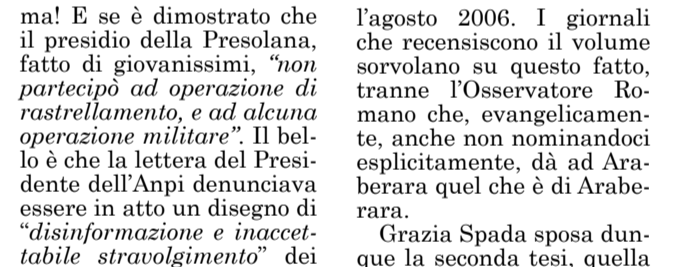 ma! E se è dimostrato che
il presidio della Presolana,
fatto di giovanissimi, “non
partecipò ad operazione di
rastrellamento, e ad alcuna
operazione militare”. Il bel-
lo è che la lettera del Presi-
dente dell’Anpi denunciava
essere in atto un disegno di
“disinformazione e inaccet-
tabile stravolgimento” dei
l’agosto 2006. I giornali
che recensiscono il volume
sorvolano su questo fatto,
tranne l’Osservatore Ro-
mano che, evangelicamen-
te, anche non nominandoci
esplicitamente, dà ad Ara-
berara quel che è di Arabe-
rara.
Grazia Spada sposa dun-
que la seconda tesi, quella